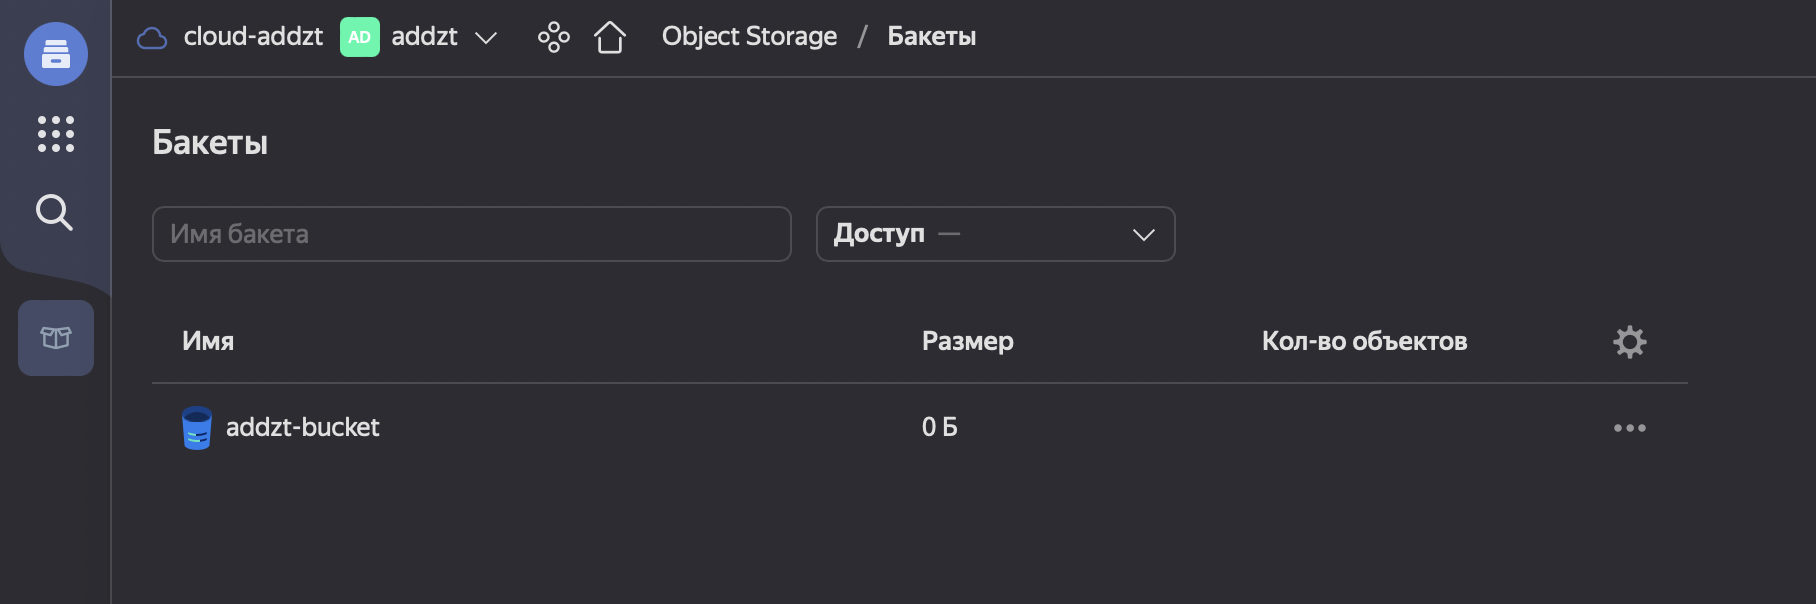 cloud-addzt AD addzt Object Storage / Бакеты
Бакеты
Имя бакета Доступ —
Имя Размер Кол-во объектов
addzt-bucket 0 Б